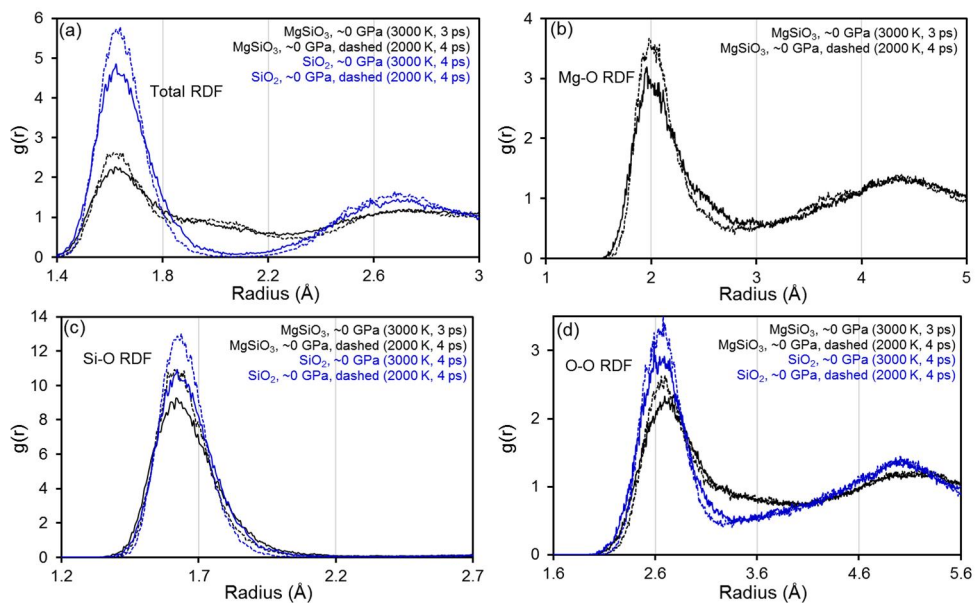 (a)
MgSiO₃, ~0 GPa (3000 K, 3 ps)
MgSiO₃, ~0 GPa, dashed (2000 K, 4 ps)
SiO₂, ~0 GPa (3000 K, 4 ps)
SiO₂, ~0 GPa, dashed (2000 K, 4 ps)
Total RDF
g(r)
6
5
4
3
2
1
0
1.4
1.8
2.2
2.6
3
Radius (Å)
(b)
MgSiO₃, ~0 GPa (3000 K, 3 ps)
MgSiO₃, ~0 GPa, dashed (2000 K, 4 ps)
Mg-O RDF
g(r)
4
3
2
1
0
1
2
3
4
5
Radius (Å)
(c)
MgSiO₃, ~0 GPa (3000 K, 3 ps)
MgSiO₃, ~0 GPa, dashed (2000 K, 4 ps)
SiO₂, ~0 GPa (3000 K, 4 ps)
SiO₂, ~0 GPa, dashed (2000 K, 4 ps)
Si-O RDF
g(r)
14
12
10
8
6
4
2
0
1.2
1.7
2.2
2.7
Radius (Å)
(d)
MgSiO₃, ~0 GPa (3000 K, 3 ps)
MgSiO₃, ~0 GPa, dashed (2000 K, 4 ps)
SiO₂, ~0 GPa (3000 K, 4 ps)
SiO₂, ~0 GPa, dashed (2000 K, 4 ps)
O-O RDF
g(r)
3
2
1
0
1.6
2.6
3.6
4.6
5.6
Radius (Å)